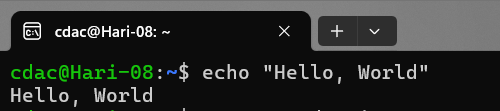 cdac@Hari-08: ~
cdac@Hari-08:~$ echo "Hello, World"
Hello, World